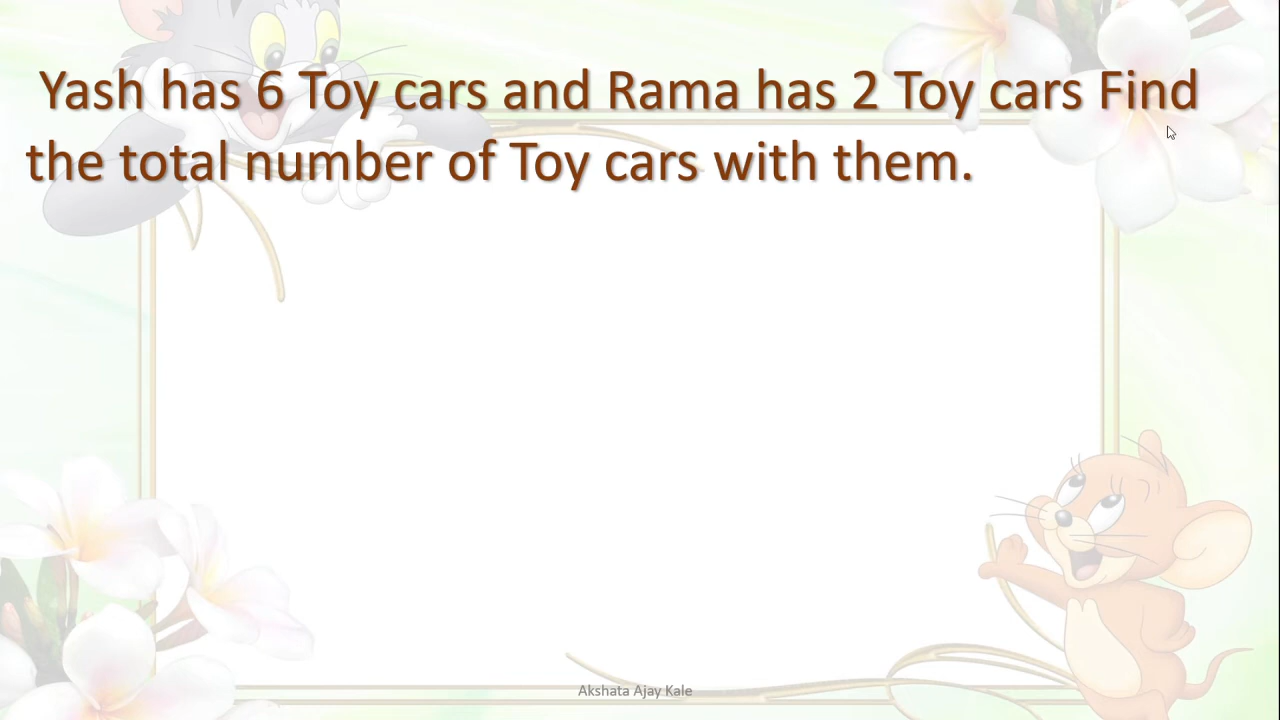 Yash has 6 Toy cars and Rama has 2 Toy cars Find
the total number of Toy cars with them.
Akshata Ajay Kale